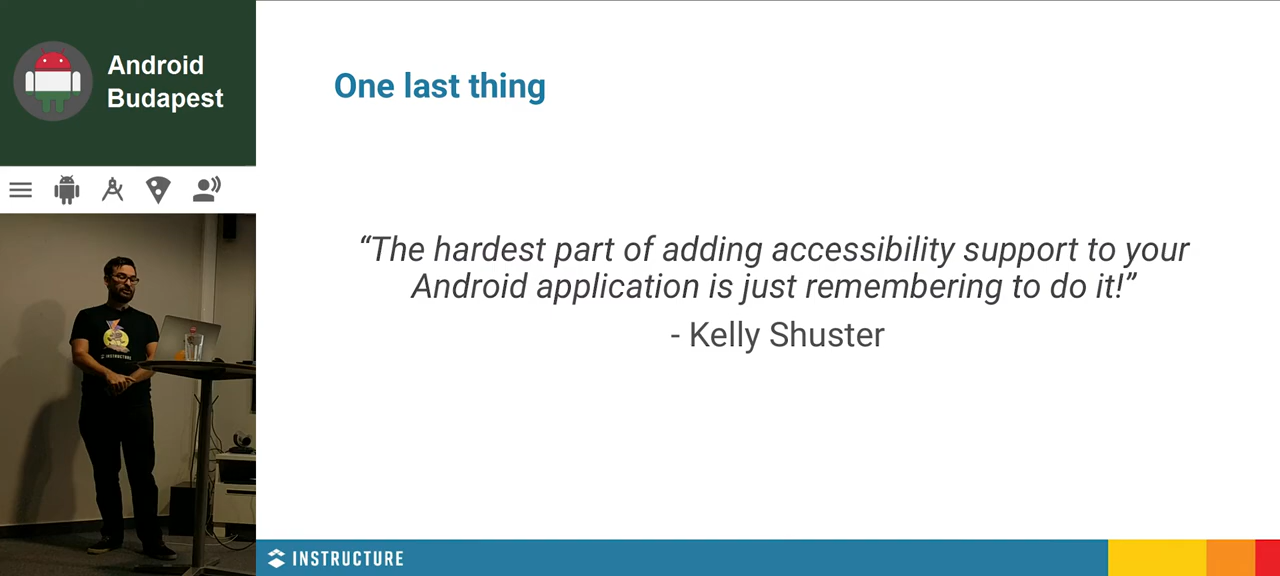 Android
Budapest
One last thing
“The hardest part of adding accessibility support to your
Android application is just remembering to do it!”
- Kelly Shuster
INSTRUCTURE
INSTRUCTURE